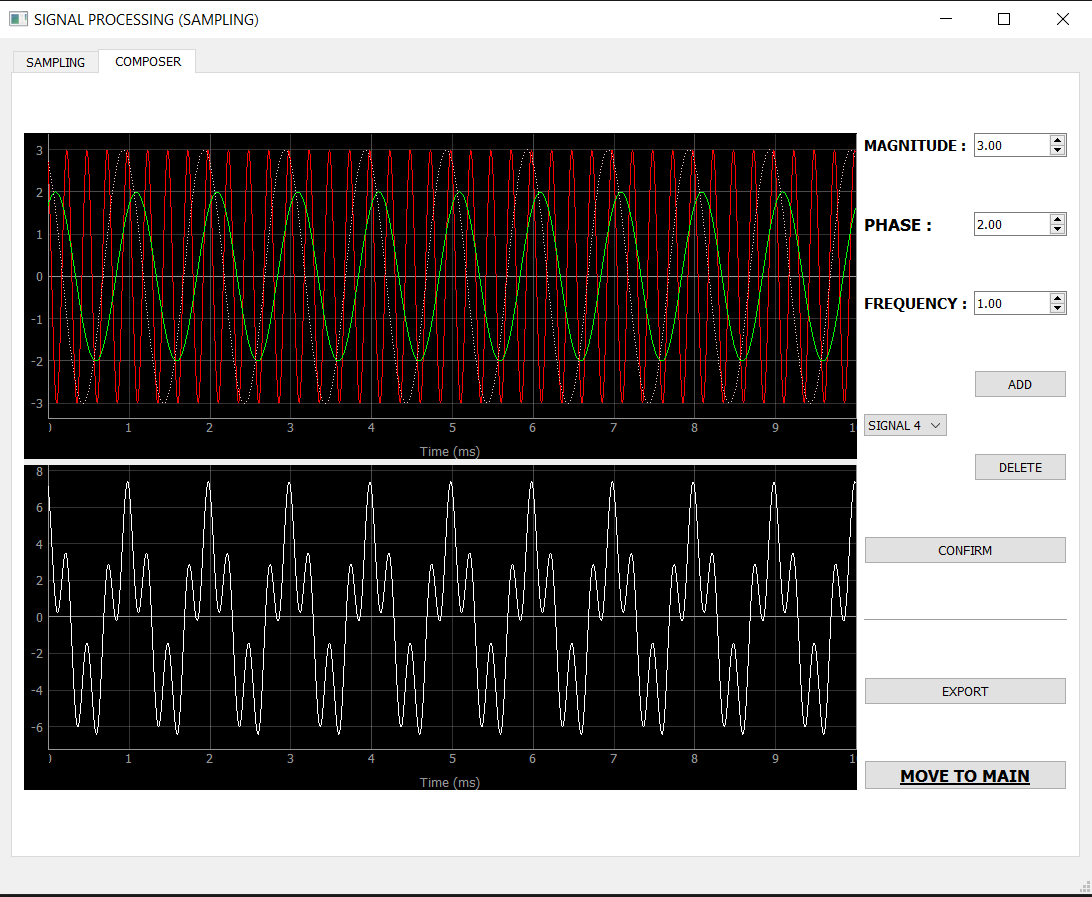 SIGNAL PROCESSING (SAMPLING)
SAMPLING COMPOSER
3
2
1
0
-1
-2
-3
) 1 2 3 4 5 6 7 8 9 1
Time (ms)
8
6
4
2
0
-2
-4
-6
) 1 2 3 4 5 6 7 8 9 1
Time (ms)
MAGNITUDE : 3.00
PHASE : 2.00
FREQUENCY : 1.00
ADD
SIGNAL 4
DELETE
CONFIRM
EXPORT
MOVE TO MAIN